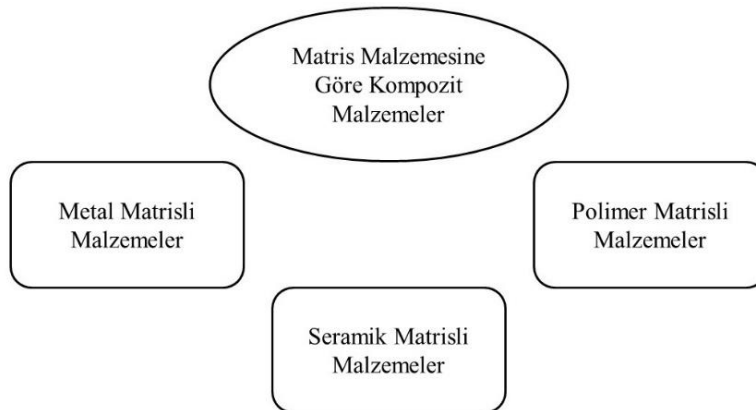 Matris Malzemesine
Göre Kompozit
Malzemeler
Metal Matrisli
Malzemeler
Polimer Matrisli
Malzemeler
Seramik Matrisli
Malzemeler